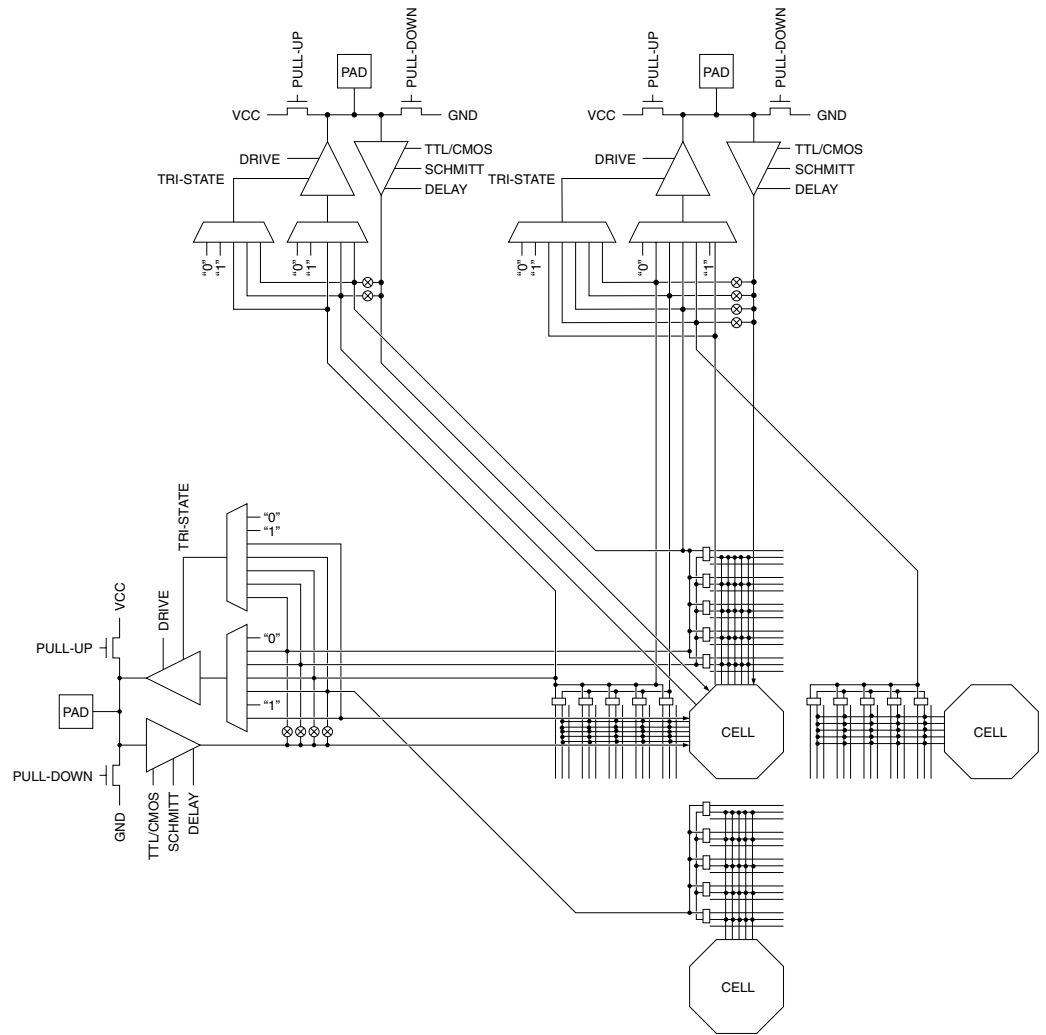 PULL-UP
PULL-DOWN
PAD
VCC
GND
DRIVE
TRI-STATE
TTL/CMOS
SCHMITT
DELAY
"0"
"1"
"0"
"1"
PULL-UP
PULL-DOWN
PAD
VCC
GND
DRIVE
TRI-STATE
TTL/CMOS
SCHMITT
DELAY
"0"
"1"
"0"
"1"
TRI-STATE
"0"
"1"
VCC
DRIVE
PULL-UP
"0"
PAD
"1"
PULL-DOWN
GND
TTL/CMOS
SCHMITT
DELAY
CELL
CELL
CELL